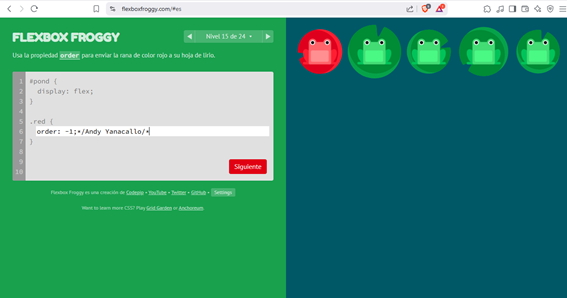 flexboxfroggy.com/#es
FLEXBOX FROGGY
Nivel 15 de 24
Usa la propiedad order para enviar la rana de color rojo a su hoja de lirio.
1 #pond {
2 display: flex;
3 }
4
5 .red {
6 order: -1;*/Andy Yanacallo/*
7 }
8
9
10
Siguiente
Flexbox Froggy es una creación de Codepip • YouTube • Twitter • GitHub • Settings
Want to learn more CSS? Play Grid Garden or Anchoreum.